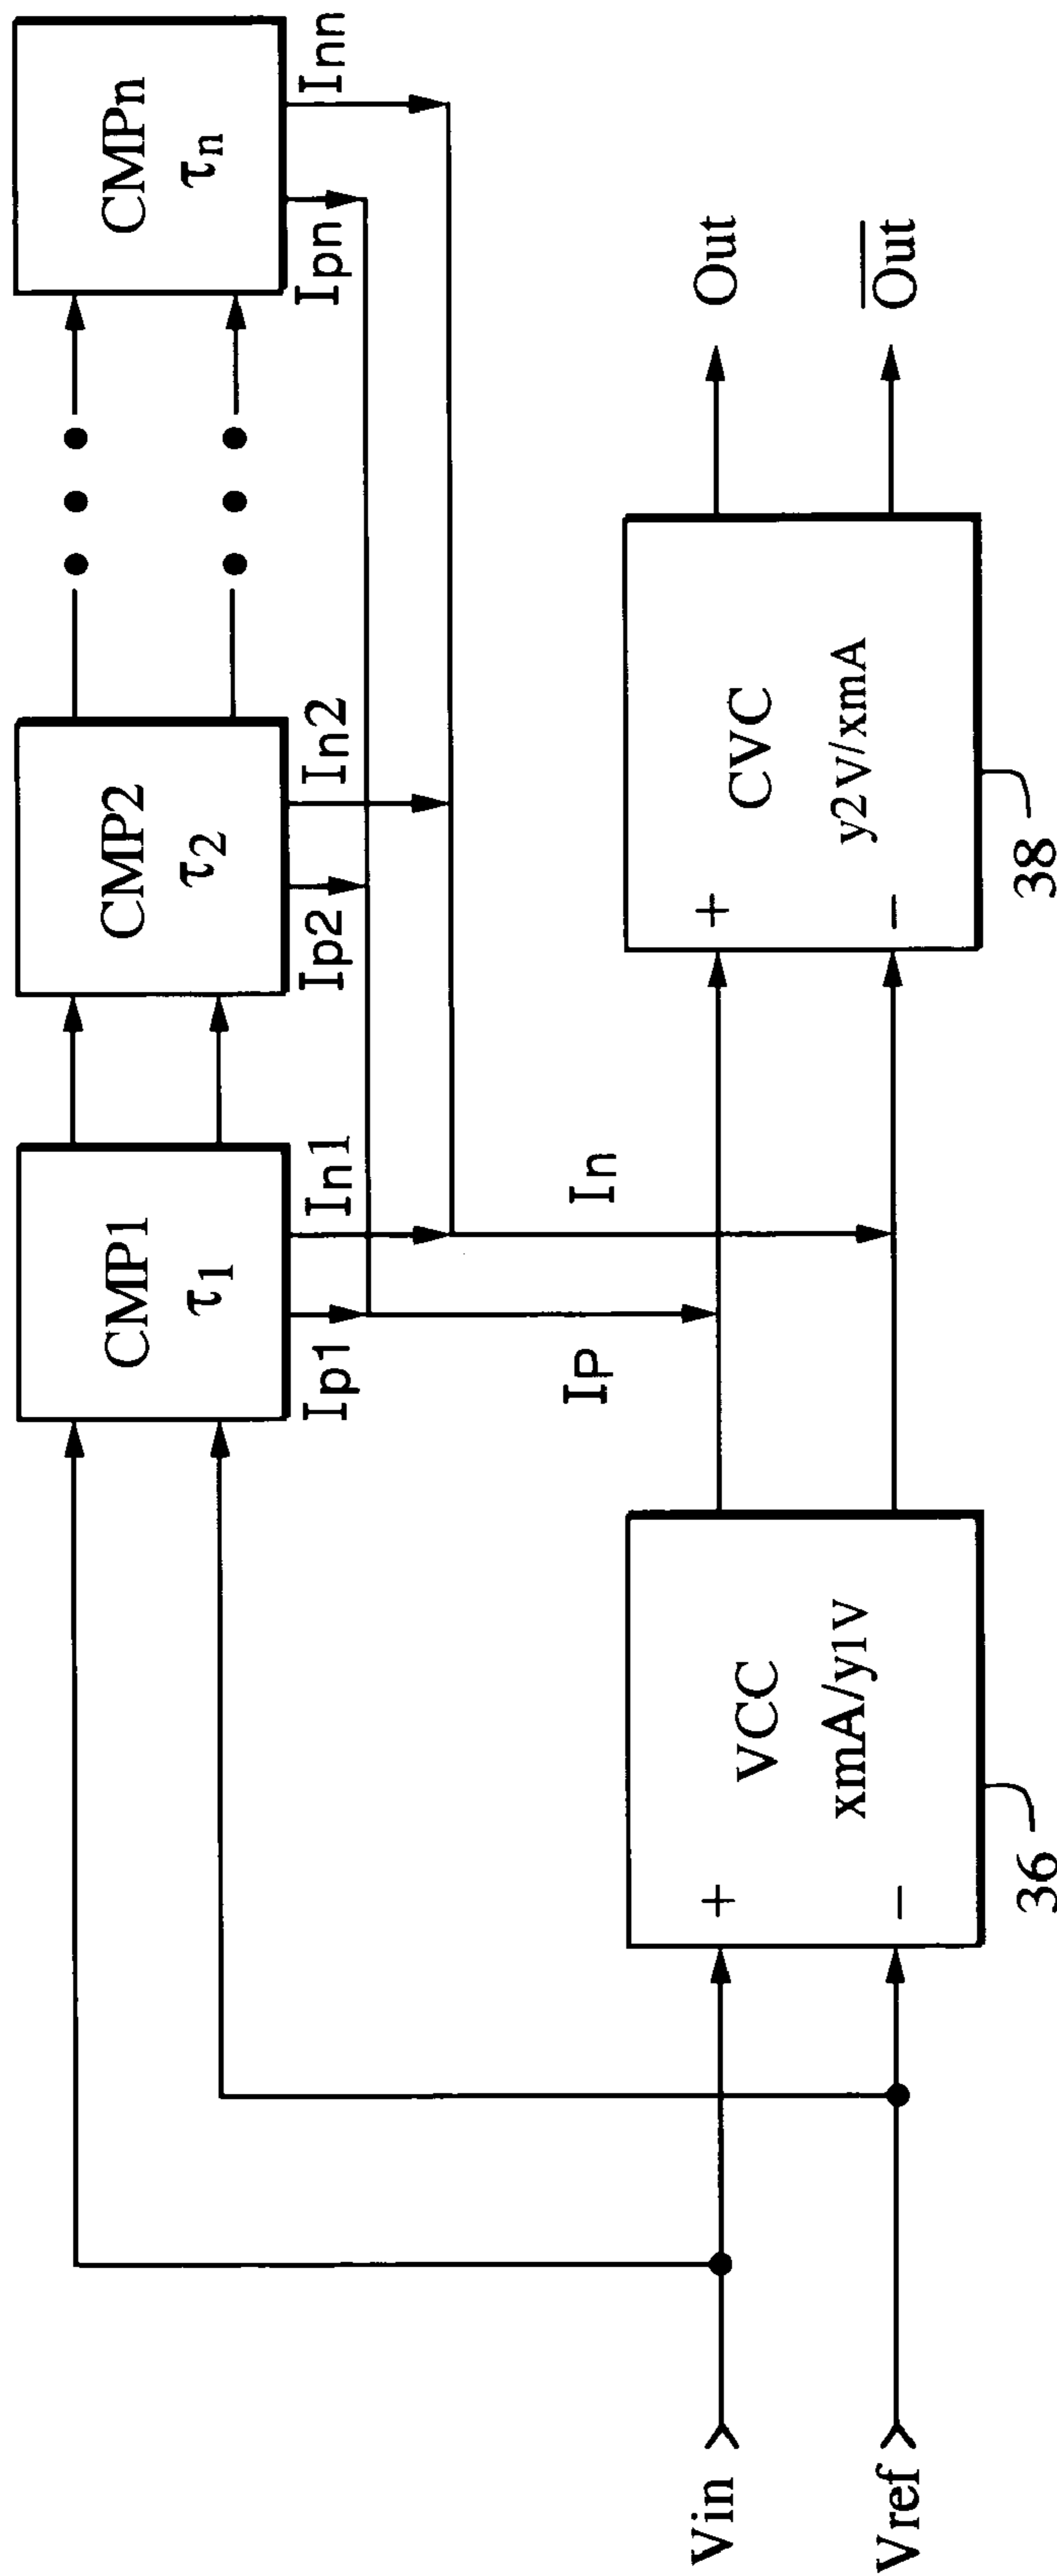 CMP1
τ1
CMP2
τ2
CMPn
τn
Ip1
In1
Ip2
In2
Ipn
Inn
IP
In
Vin
Vref
+
−
VCC
xmA/y1V
36
+
−
CVC
y2V/xmA
38
Out
O̅u̅t̅